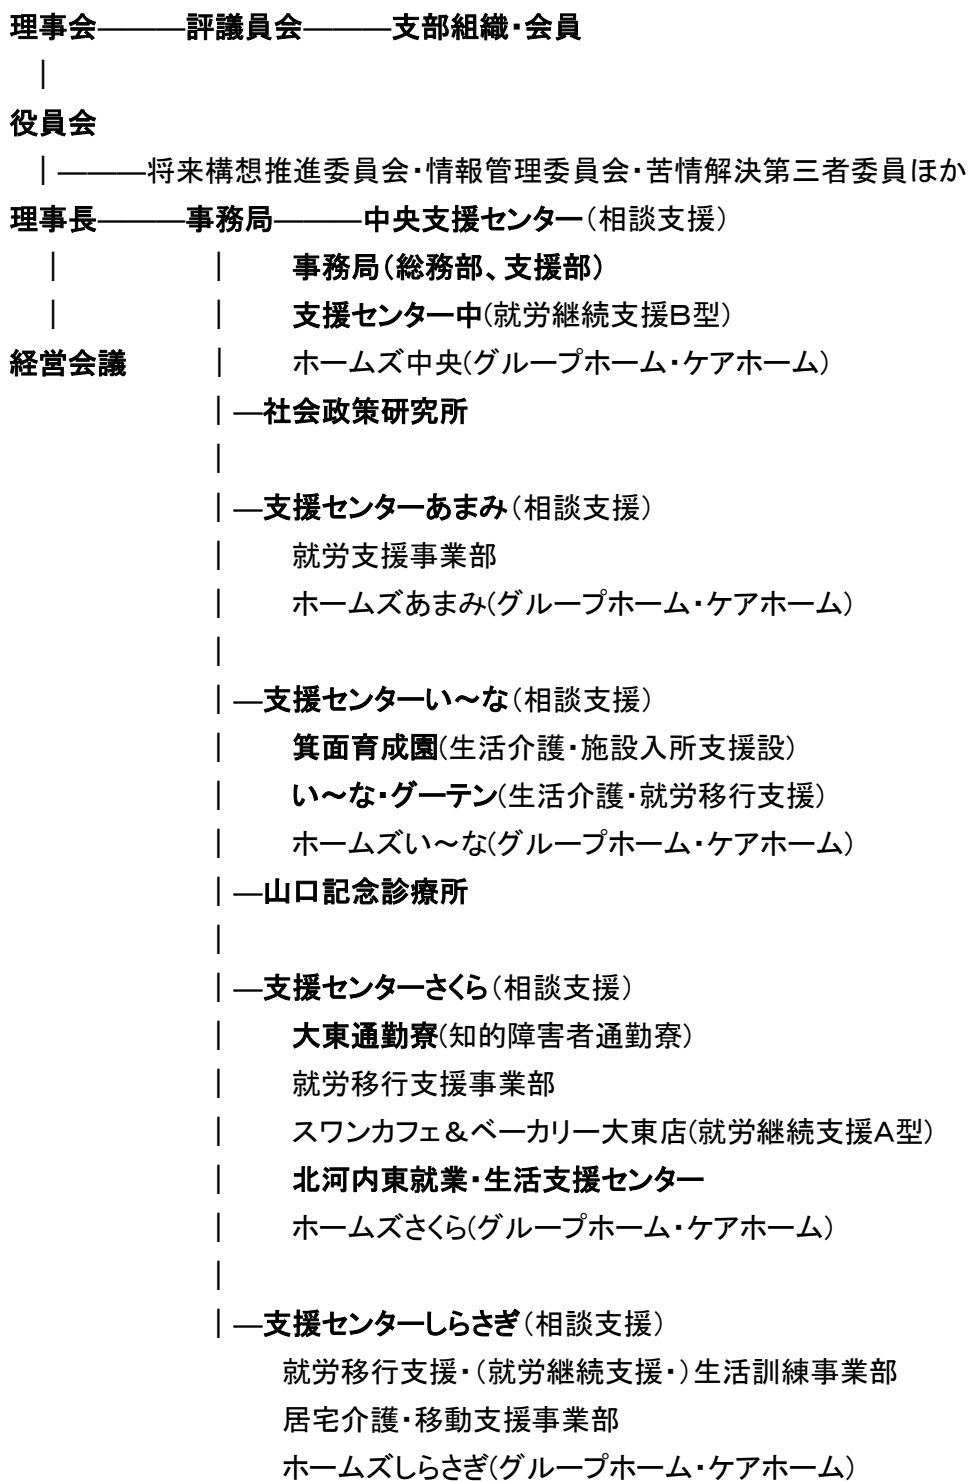 理事会―――評議員会―――支部組織・会員
｜
役員会
｜―――将来構想推進委員会・情報管理委員会・苦情解決第三者委員ほか
理事長―――事務局―――中央支援センター（相談支援）
｜　　　｜　事務局（総務部、支援部）
｜　　　｜　支援センター中(就労継続支援Ｂ型)
経営会議　　｜　ホームズ中央(グループホーム・ケアホーム)
｜―社会政策研究所
｜
｜―支援センターあまみ（相談支援）
｜　就労支援事業部
｜　ホームズあまみ(グループホーム・ケアホーム)
｜
｜―支援センターい～な（相談支援）
｜　箕面育成園(生活介護・施設入所支援設)
｜　い～な・グーテン(生活介護・就労移行支援)
｜　ホームズい～な(グループホーム・ケアホーム)
｜―山口記念診療所
｜
｜―支援センターさくら（相談支援）
｜　大東通勤寮(知的障害者通勤寮)
｜　就労移行支援事業部
｜　スワンカフェ＆ベーカリー大東店(就労継続支援Ａ型)
｜　北河内東就業・生活支援センター
｜　ホームズさくら(グループホーム・ケアホーム)
｜
｜―支援センターしらさぎ（相談支援）
就労移行支援・（就労継続支援・）生活訓練事業部
居宅介護・移動支援事業部
ホームズしらさぎ(グループホーム・ケアホーム)